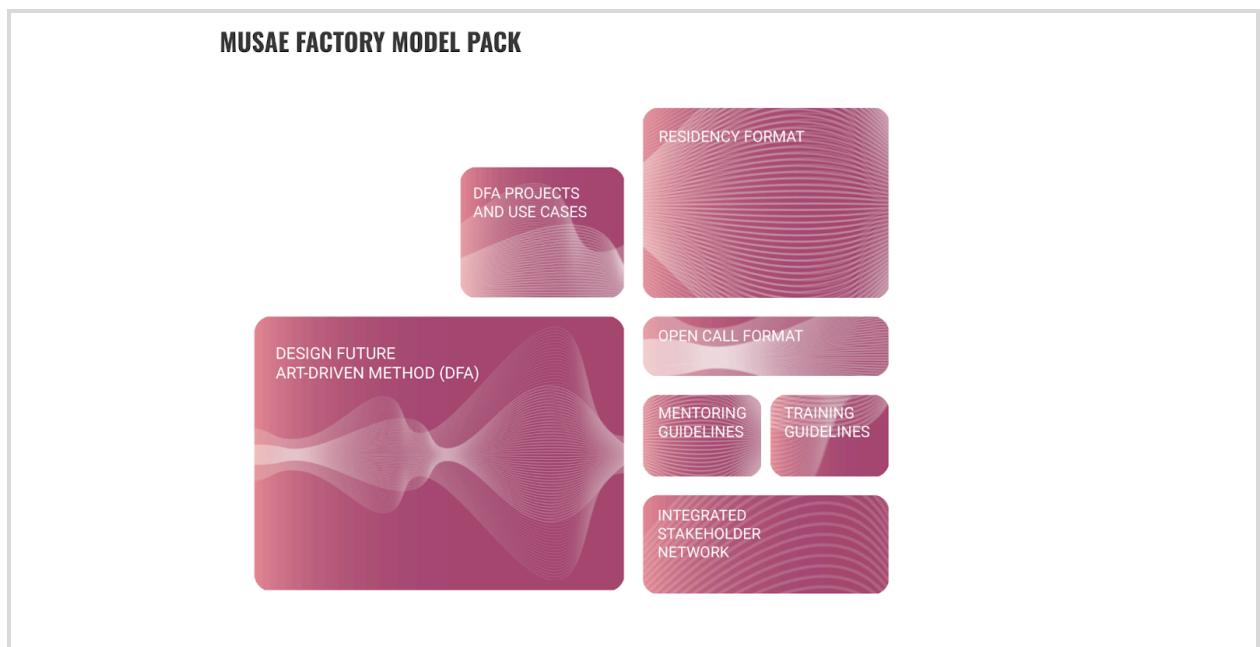 MUSAE FACTORY MODEL PACK
RESIDENCY FORMAT
DFA PROJECTS
AND USE CASES
DESIGN FUTURE
ART-DRIVEN METHOD (DFA)
OPEN CALL FORMAT
MENTORING
GUIDELINES
TRAINING
GUIDELINES
INTEGRATED
STAKEHOLDER
NETWORK